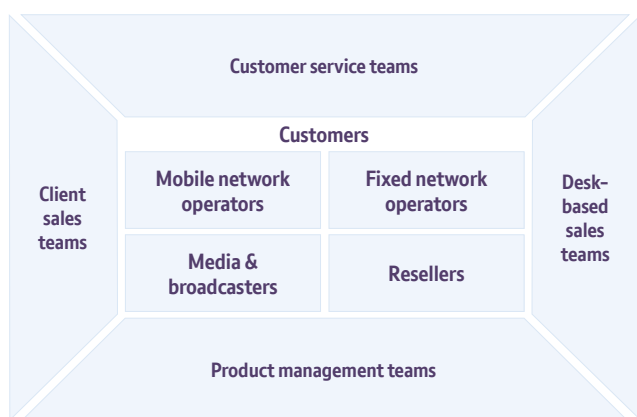 Customer service teams
Customers
Client
sales
teams
Mobile network
operators
Fixed network
operators
Desk-
based
sales
teams
Media &
broadcasters
Resellers
Product management teams